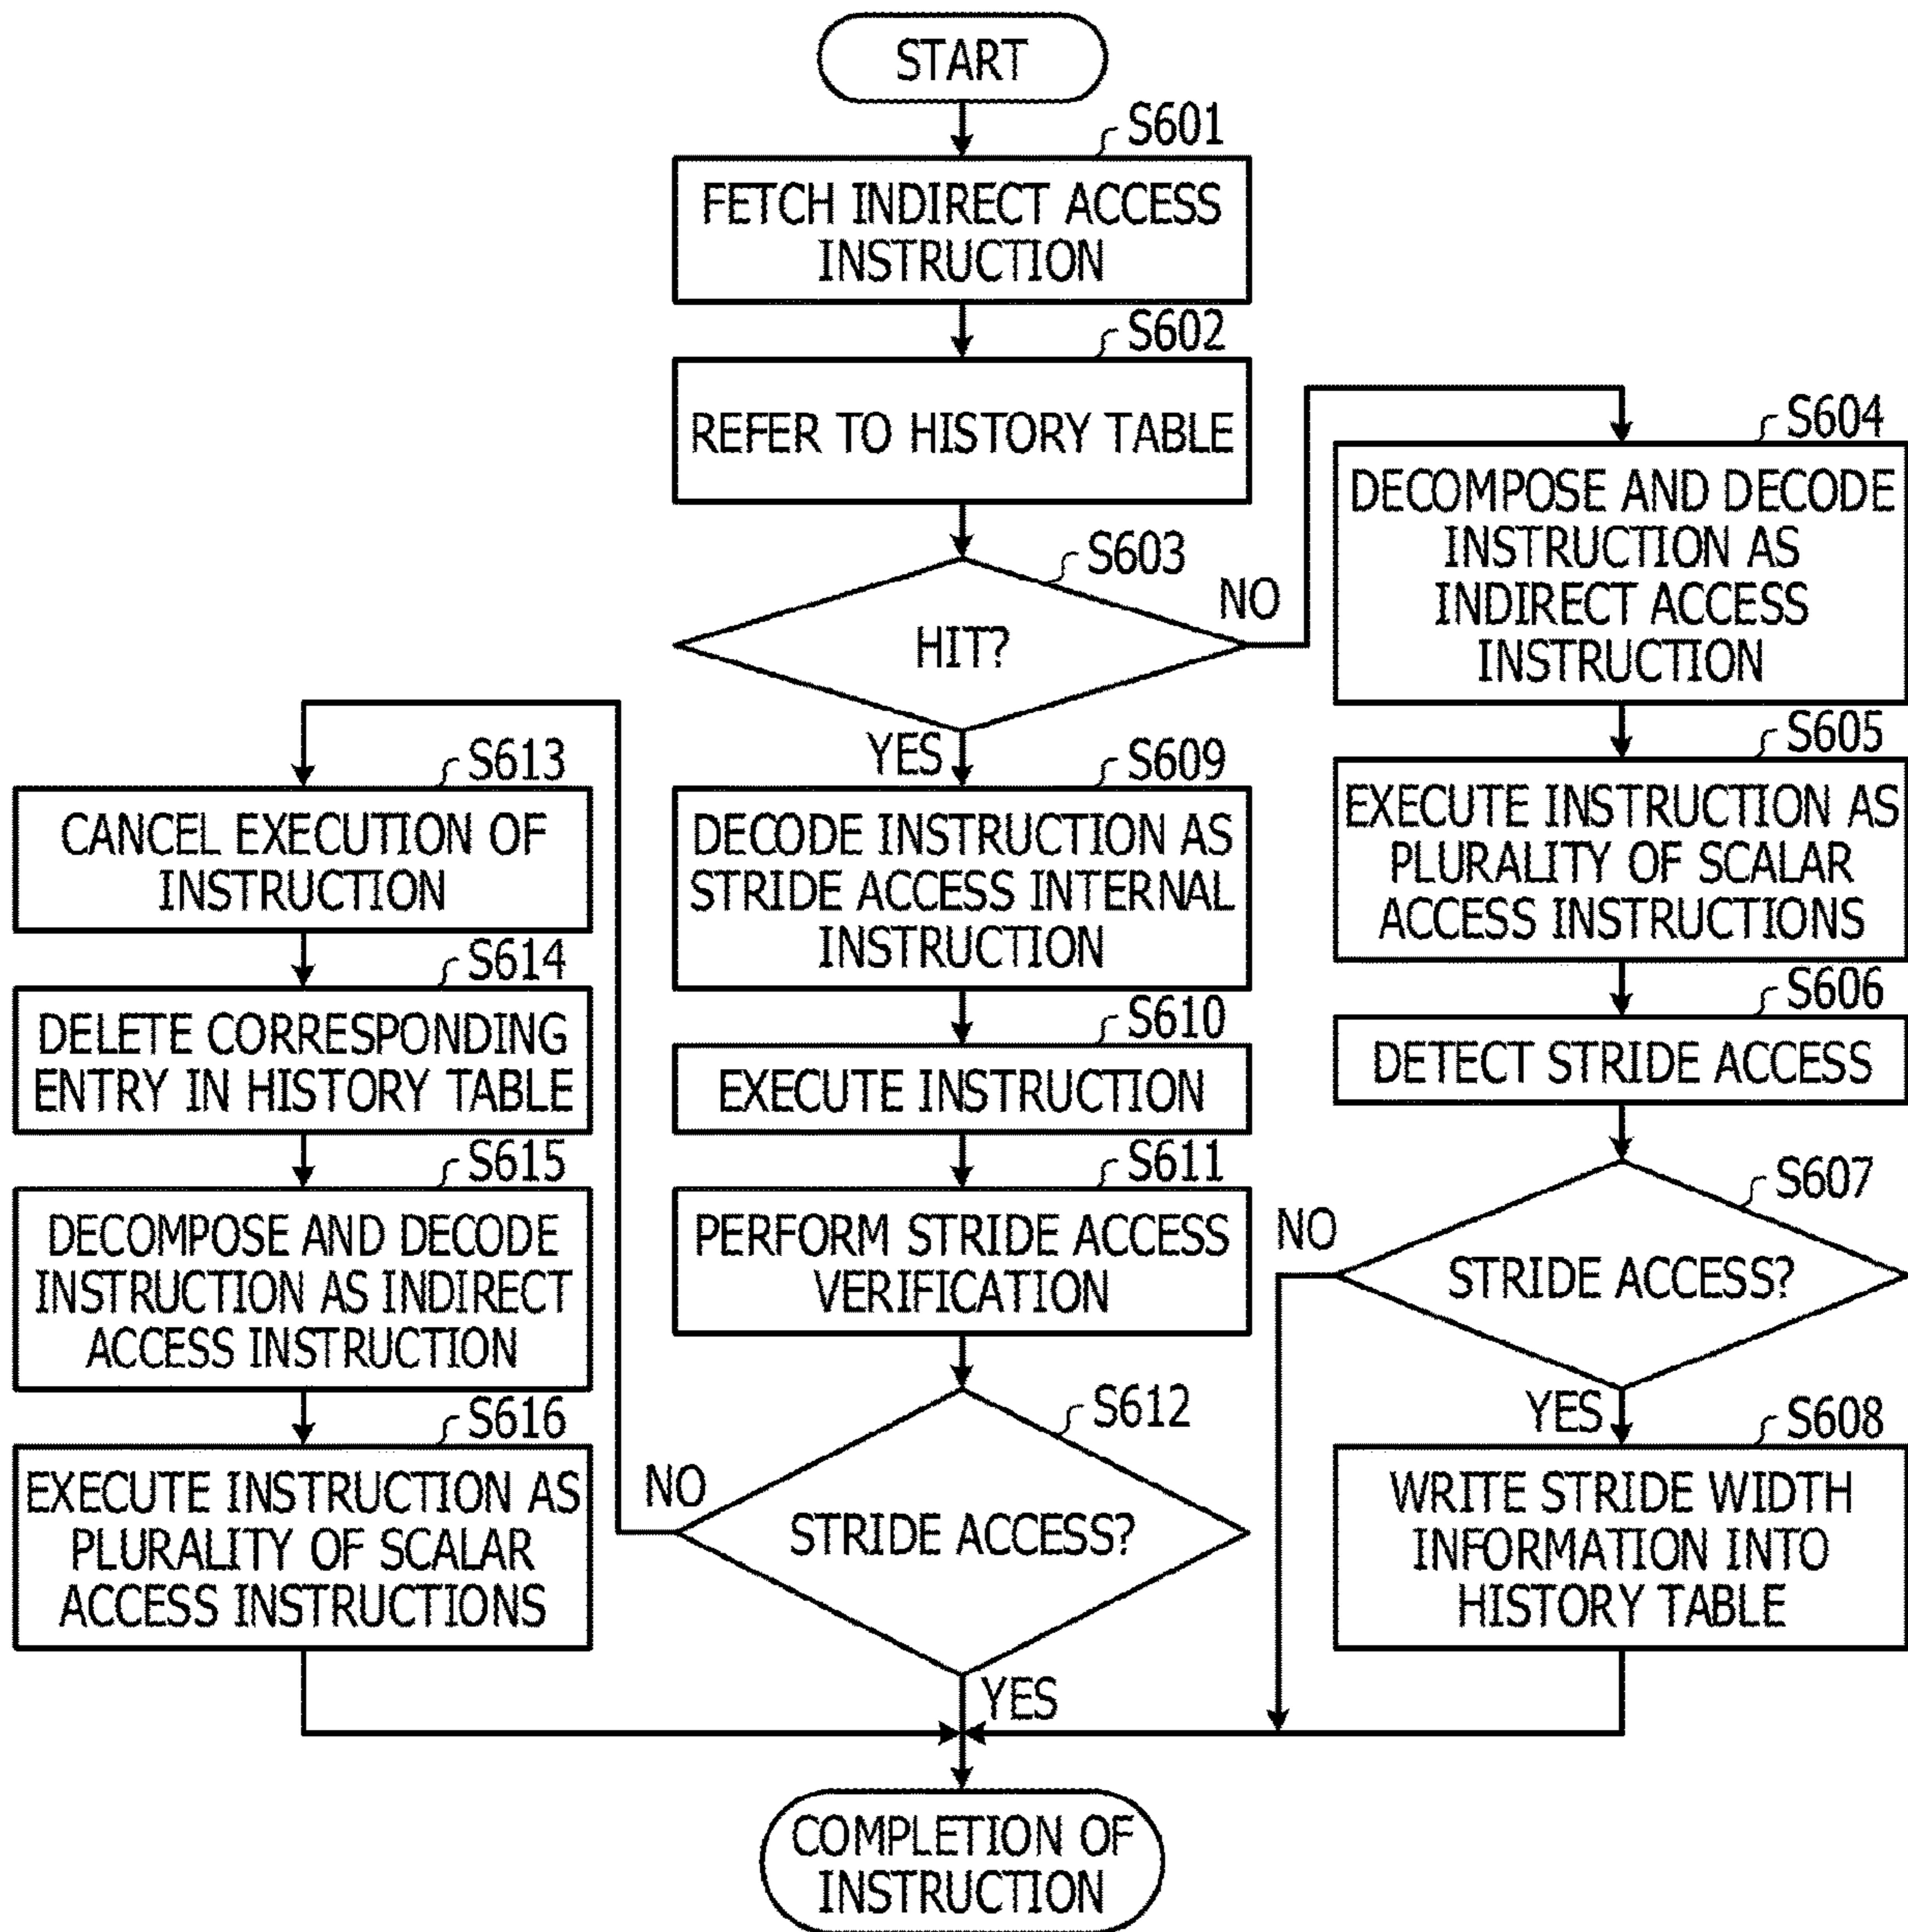 START
S601
FETCH INDIRECT ACCESS
INSTRUCTION
S602
REFER TO HISTORY TABLE
S603
HIT?
NO
YES
S604
DECOMPOSE AND DECODE
INSTRUCTION AS
INDIRECT ACCESS
INSTRUCTION
S605
EXECUTE INSTRUCTION AS
PLURALITY OF SCALAR
ACCESS INSTRUCTIONS
S606
DETECT STRIDE ACCESS
S607
STRIDE ACCESS?
NO
YES
S608
WRITE STRIDE WIDTH
INFORMATION INTO
HISTORY TABLE
S609
DECODE INSTRUCTION AS
STRIDE ACCESS INTERNAL
INSTRUCTION
S610
EXECUTE INSTRUCTION
S611
PERFORM STRIDE ACCESS
VERIFICATION
S612
STRIDE ACCESS?
NO
YES
S613
CANCEL EXECUTION OF
INSTRUCTION
S614
DELETE CORRESPONDING
ENTRY IN HISTORY TABLE
S615
DECOMPOSE AND DECODE
INSTRUCTION AS INDIRECT
ACCESS INSTRUCTION
S616
EXECUTE INSTRUCTION AS
PLURALITY OF SCALAR
ACCESS INSTRUCTIONS
COMPLETION OF
INSTRUCTION